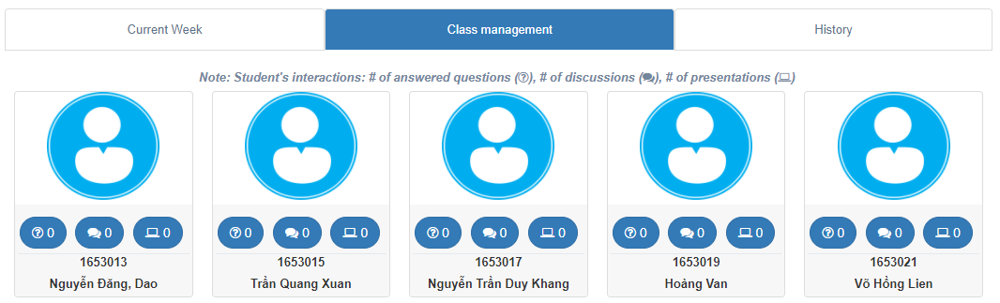 Current Week
Class management
History
Note: Student's interactions: # of answered questions (), # of discussions (), # of presentations ()
0 0 0
1653013
Nguyễn Đăng, Dao
0 0 0
1653015
Trần Quang Xuan
0 0 0
1653017
Nguyễn Trần Duy Khang
0 0 0
1653019
Hoàng Van
0 0 0
1653021
Võ Hồng Lien